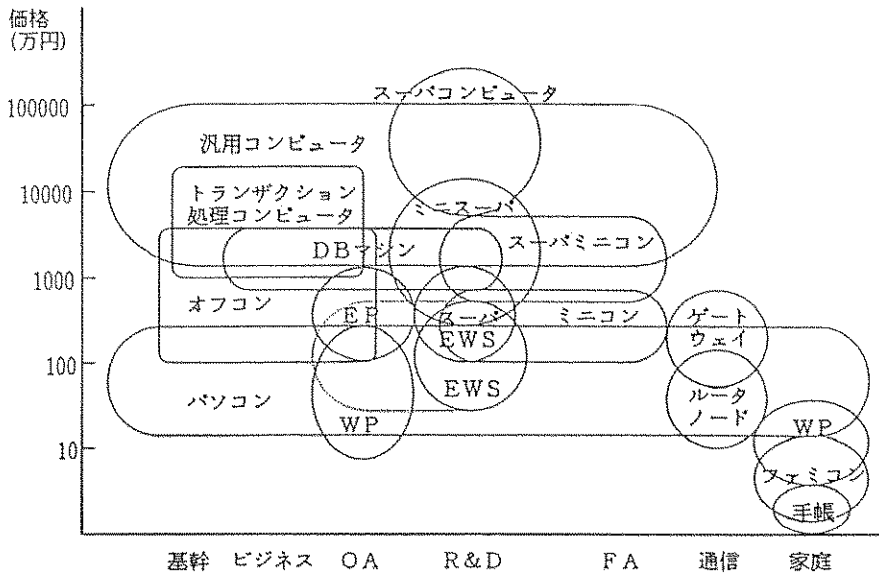 価格
(万円)
スーパコンピュータ
100000
汎用コンピュータ
10000
トランザクション
処理コンピュータ
ミニスーパ
DBマシン
スーパミニコン
1000
オフコン
EP
スーパ
EWS
ミニコン
ゲート
ウェイ
100
パソコン
WP
EWS
ルータ
ノード
WP
10
ファミコン
手帳
基幹 ビジネス OA R&D FA 通信 家庭